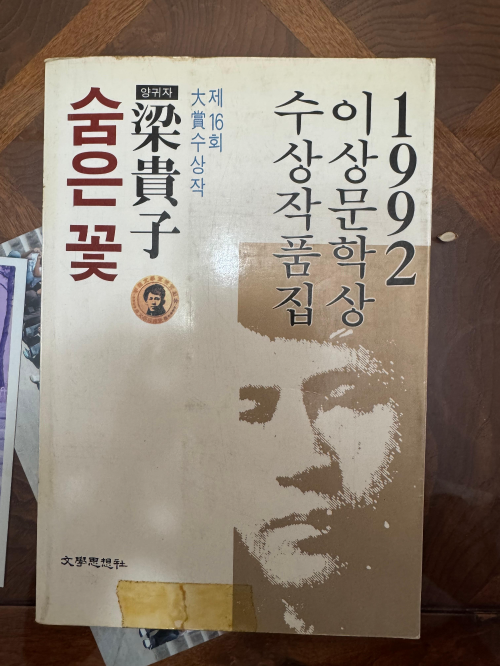 1992
이상문학상
수상작품집
제16회
大賞수상작
양귀자
梁貴子
숨은 꽃
文學思想社